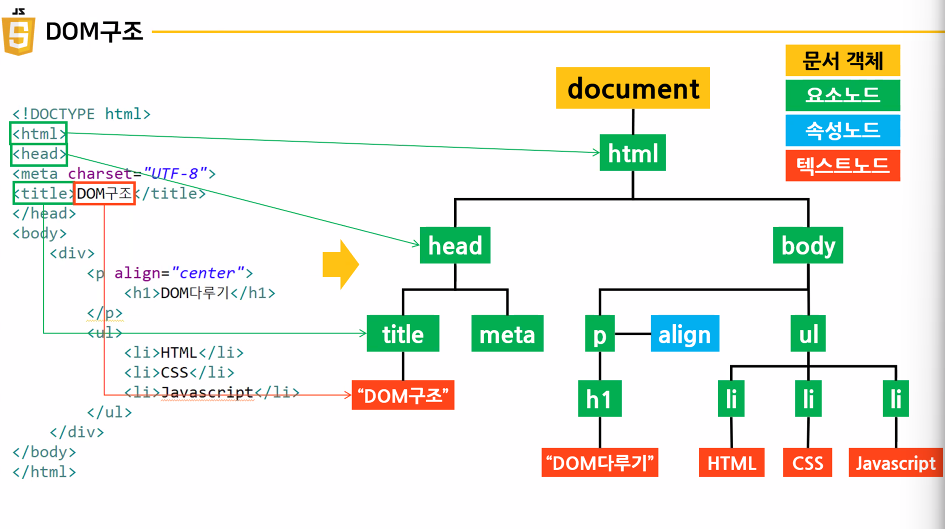 JS
5
DOM구조
<!DOCTYPE html>
<html>
<head>
<meta charset="UTF-8">
<title>DOM구조</title>
</head>
<body>
<div>
<p align="center">
<h1>DOM다루기</h1>
</p>
<ul>
<li>HTML</li>
<li>CSS</li>
<li>Javascript</li>
</ul>
</div>
</body>
</html>
문서 객체
요소노드
속성노드
텍스트노드
document
html
head
body
title
meta
p
align
ul
"DOM구조"
h1
li
li
li
"DOM다루기"
HTML
CSS
Javascript